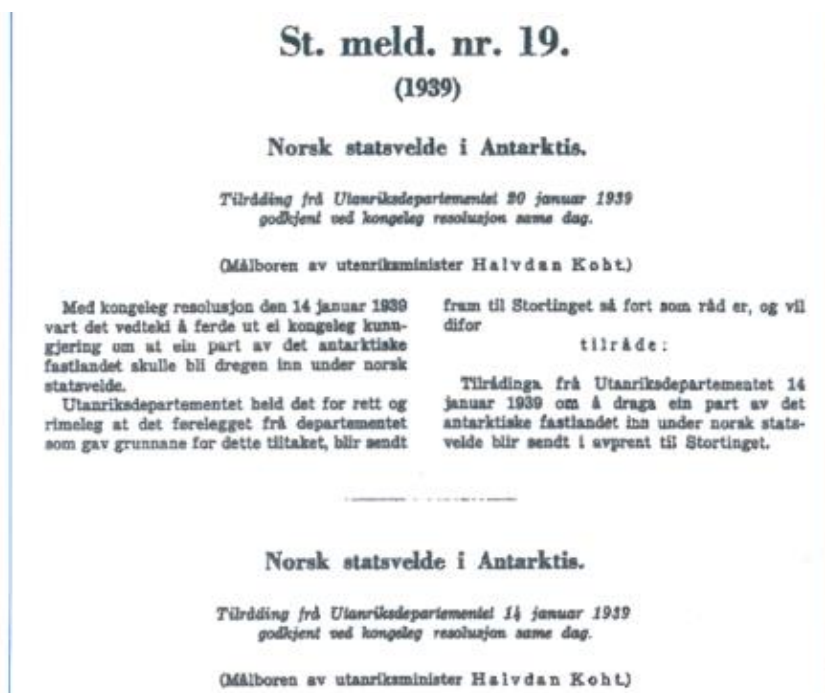 St. meld. nr. 19.
(1939)
Norsk statsvelde i Antarktis.
Tilråding frå Utanriksdepartementet 20 januar 1939
godkjent ved kongeleg resolusjon same dag.
(Målboren av utenriksminister Halvdan Koht.)
Med kongeleg resolusjon den 14 januar 1939
vart det vedteki å ferde ut ei kongeleg kunn-
gjering om at ein part av det antarktiske
fastlandet skulle bli dregen inn under norsk
statsvelde.
Utanriksdepartementet held det for rett og
rimeleg at det førelegget frå departementet
som gav grunnane for dette tiltaket, blir sendt
fram til Stortinget så fort som råd er, og vil
difor
tilråde:
Tilrådinga frå Utanriksdepartementet 14
januar 1939 om å draga ein part av det
antarktiske fastlandet inn under norsk stats-
velde blir sendt i avprent til Stortinget.
Norsk statsvelde i Antarktis.
Tilråding frå Utanriksdepartementet 14 januar 1939
godkjent ved kongeleg resolusjon same dag.
(Målboren av utanriksminister Halvdan Koht.)